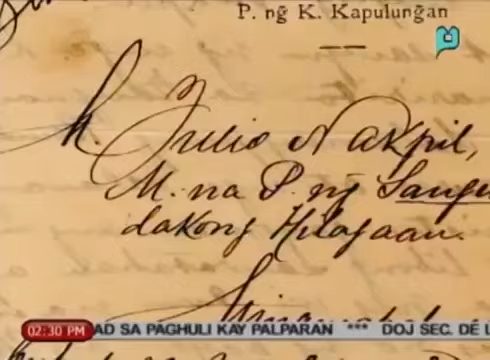 P. ng K. Kapulungan
h. Julio Nakpil,
M. na P. ng Sangu
dakong Hilagaan.
02:30 PM AD SA PAGHULI KAY PALPARAN *** DOJ SEC. DE L